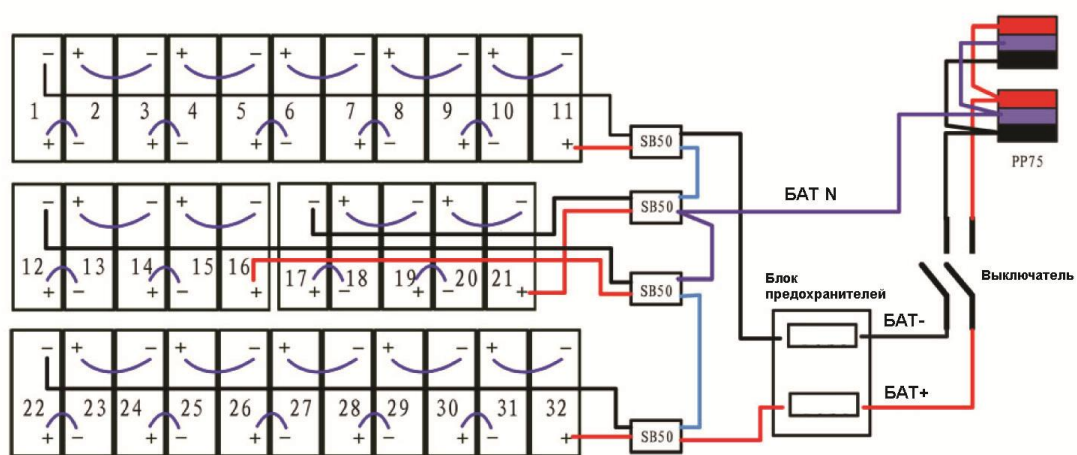 − + − + − + − + − + −
1 2 3 4 5 6 7 8 9 10 11
+ − + − + − + − + − +
SB50
− + − + − − + − + −
12 13 14 15 16 17 18 19 20 21
+ − + − + + − + − +
SB50
SB50
− + − + − + − + − + −
22 23 24 25 26 27 28 29 30 31 32
+ − + − + − + − + − +
SB50
БАТ N
PP75
Блок
предохранителей
Выключатель
БАТ-
БАТ+